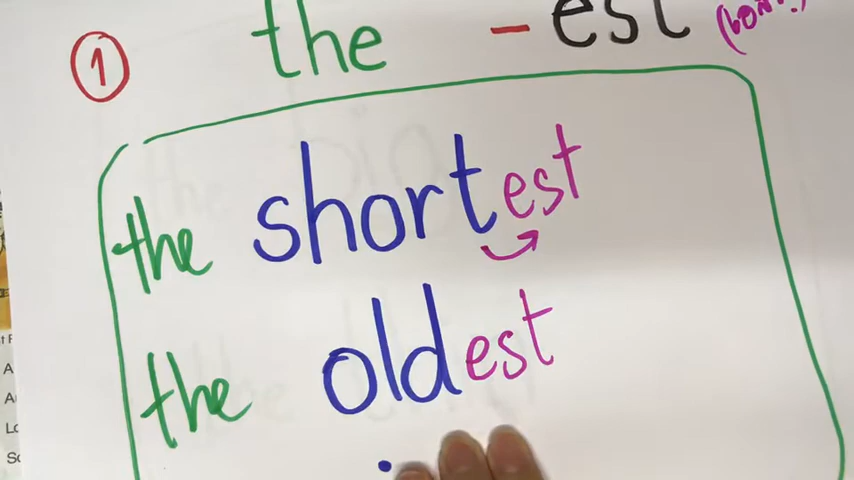 ① the - est
the shortest
the oldest